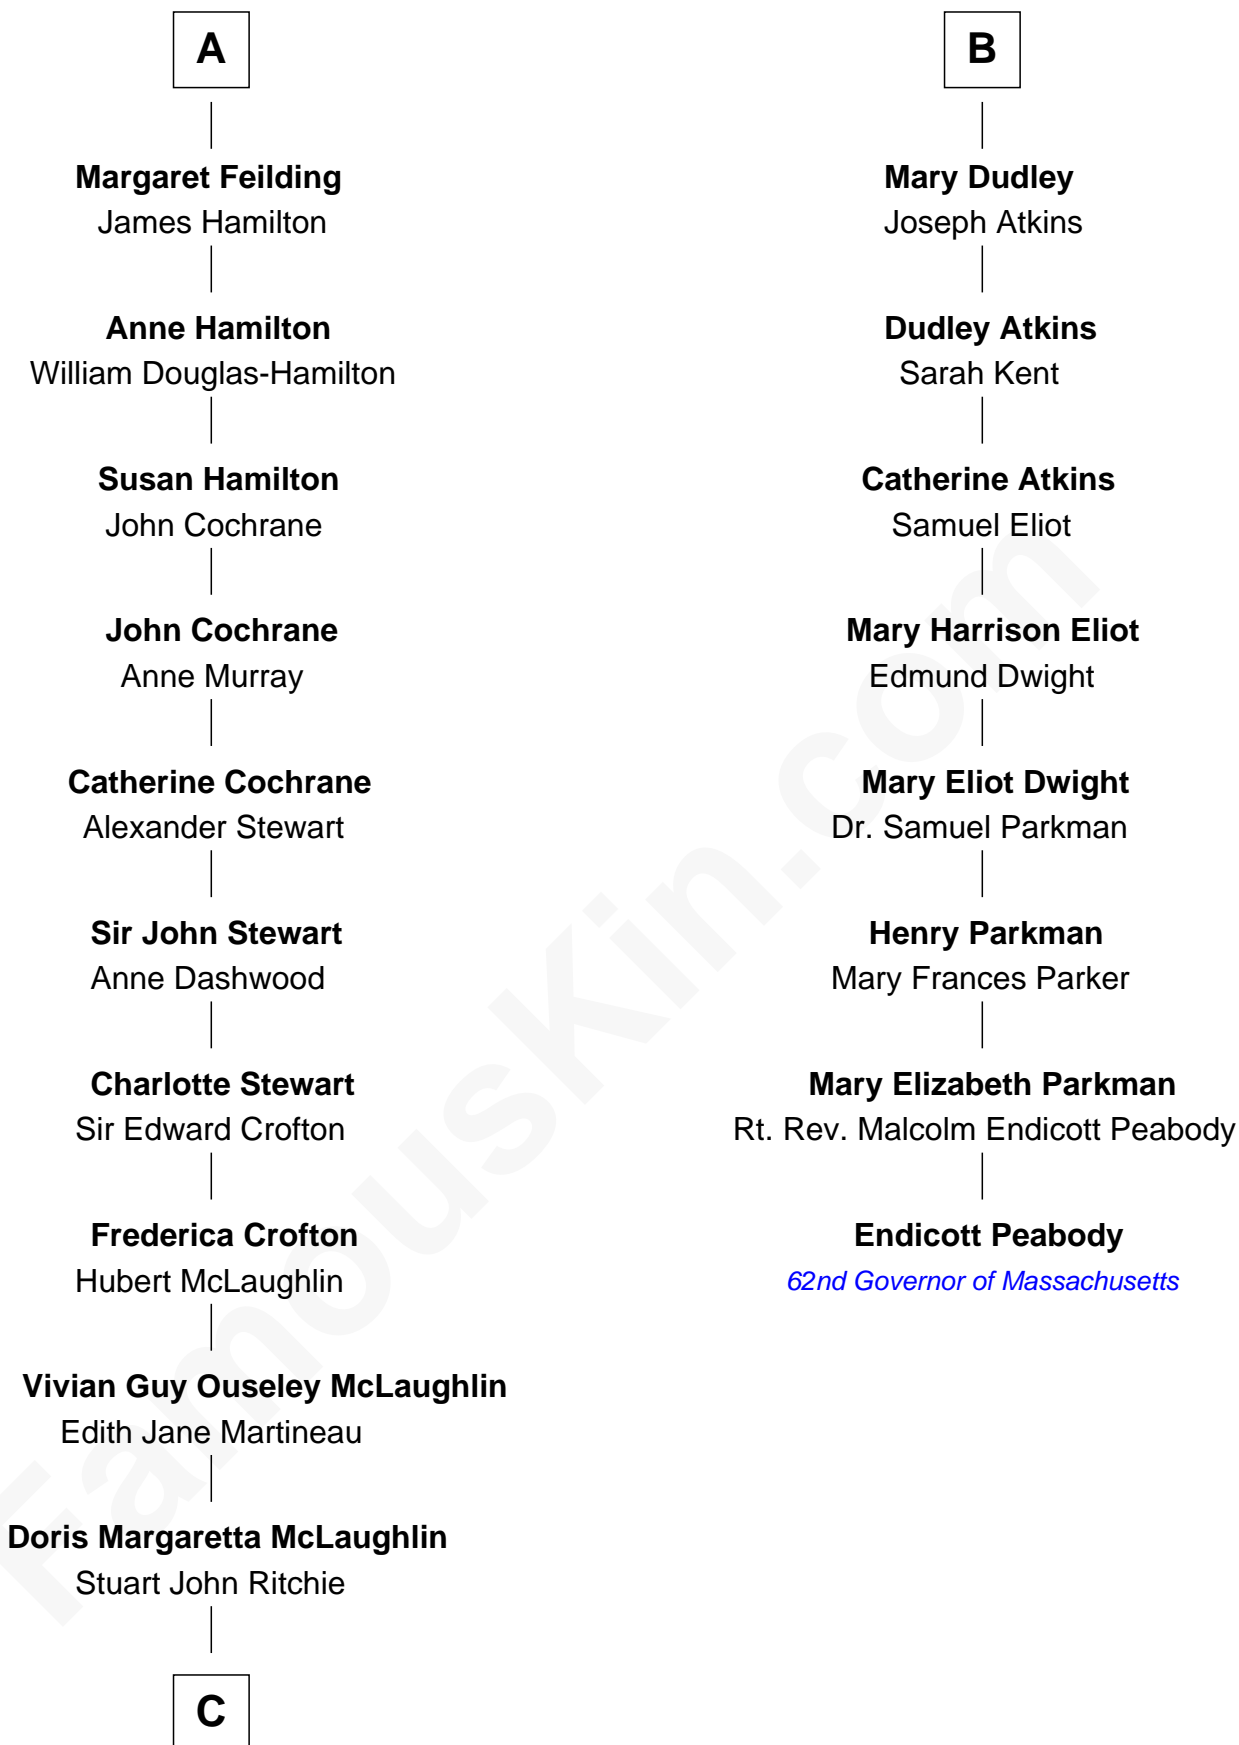 A
Margaret Feilding
James Hamilton
Anne Hamilton
William Douglas-Hamilton
Susan Hamilton
John Cochrane
John Cochrane
Anne Murray
Catherine Cochrane
Alexander Stewart
Sir John Stewart
Anne Dashwood
Charlotte Stewart
Sir Edward Crofton
Frederica Crofton
Hubert McLaughlin
Vivian Guy Ouseley McLaughlin
Edith Jane Martineau
Doris Margaretta McLaughlin
Stuart John Ritchie
C
B
Mary Dudley
Joseph Atkins
Dudley Atkins
Sarah Kent
Catherine Atkins
Samuel Eliot
Mary Harrison Eliot
Edmund Dwight
Mary Eliot Dwight
Dr. Samuel Parkman
Henry Parkman
Mary Frances Parker
Mary Elizabeth Parkman
Rt. Rev. Malcolm Endicott Peabody
Endicott Peabody
62nd Governor of Massachusetts
FamousKin.com